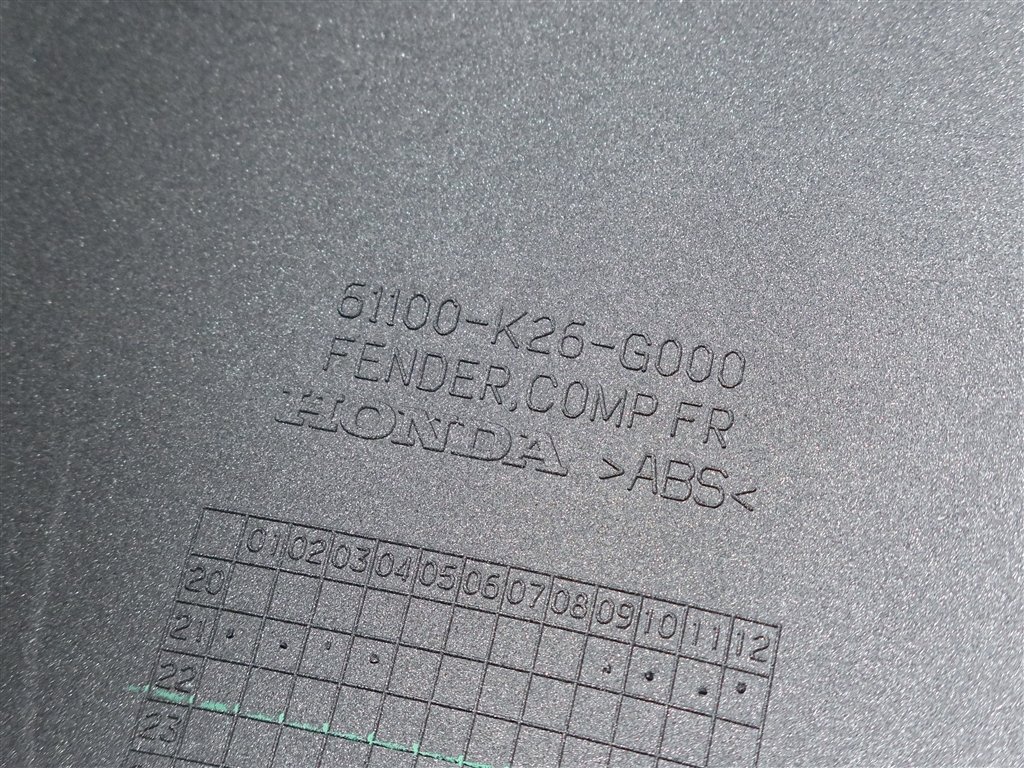 61100-K26-G000
FENDER,COMP FR
HONDA >ABS<
01 02 03 04 05 06 07 08 09 10 11 12
20
21
22
23